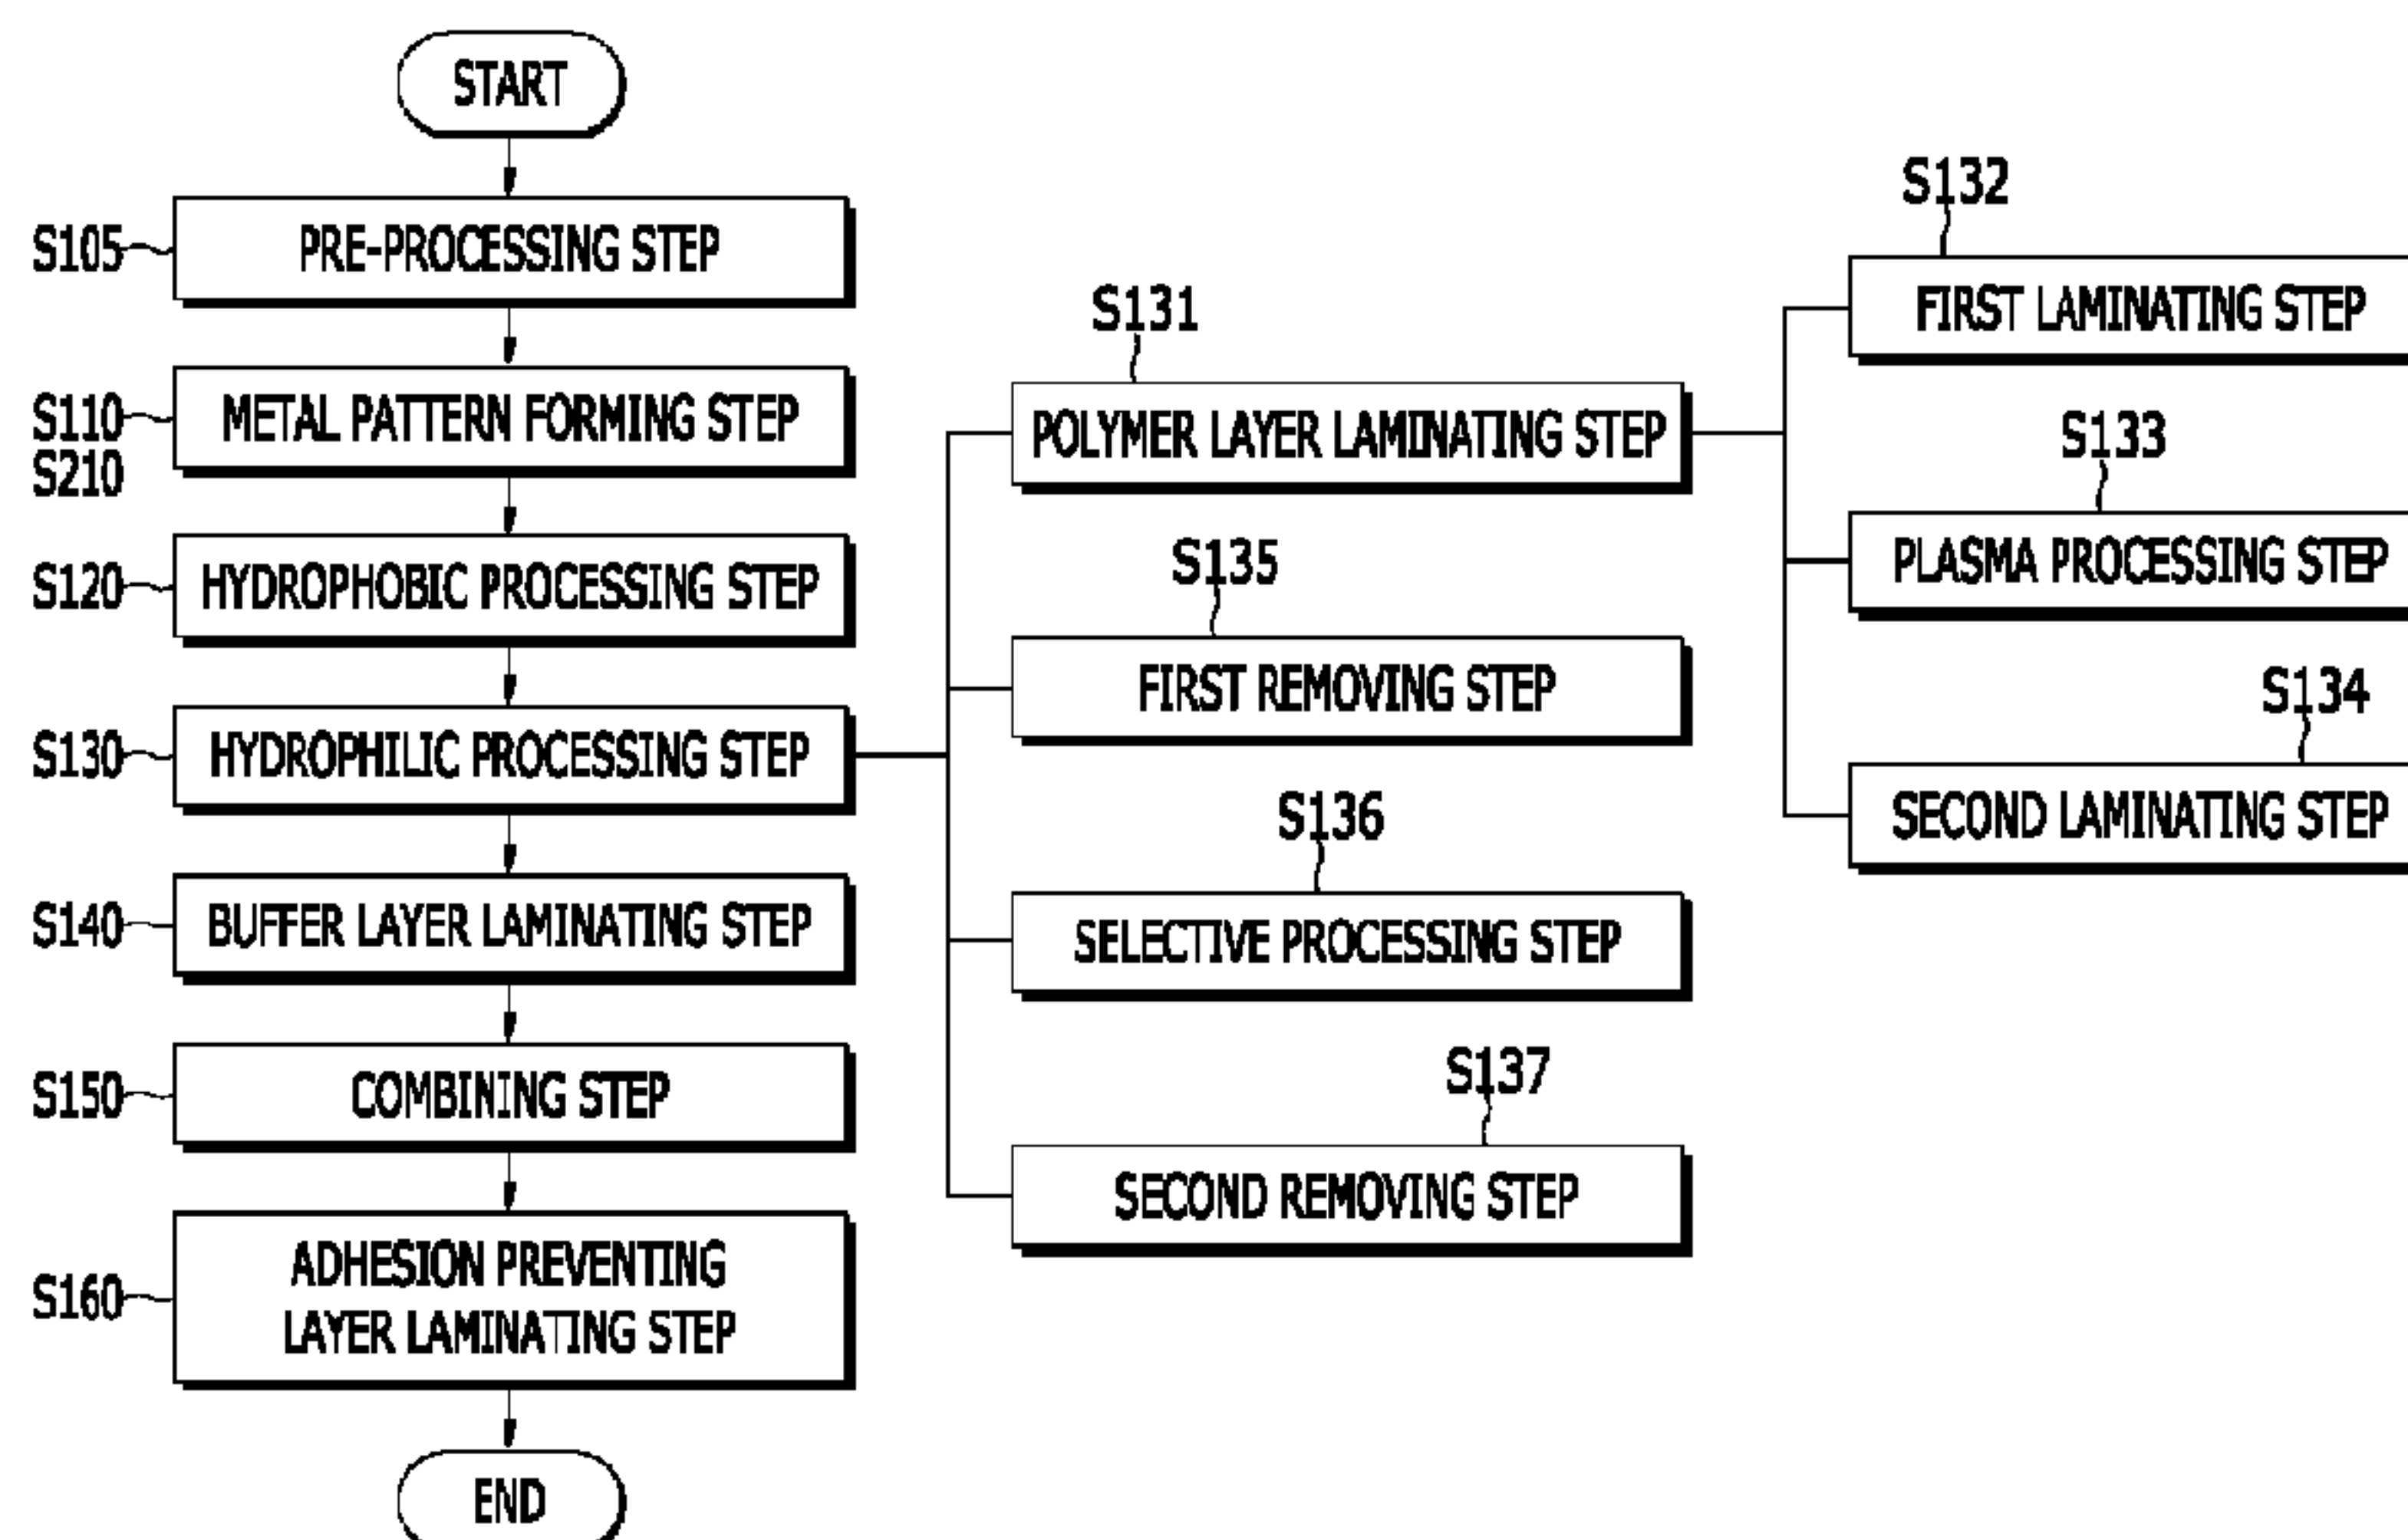 START
S105
PRE-PROCESSING STEP
S110
S210
METAL PATTERN FORMING STEP
S120
HYDROPHOBIC PROCESSING STEP
S130
HYDROPHILIC PROCESSING STEP
S140
BUFFER LAYER LAMINATING STEP
S150
COMBINING STEP
S160
ADHESION PREVENTING
LAYER LAMINATING STEP
END
S131
POLYMER LAYER LAMINATING STEP
S135
FIRST REMOVING STEP
S136
SELECTIVE PROCESSING STEP
S137
SECOND REMOVING STEP
S132
FIRST LAMINATING STEP
S133
PLASMA PROCESSING STEP
S134
SECOND LAMINATING STEP